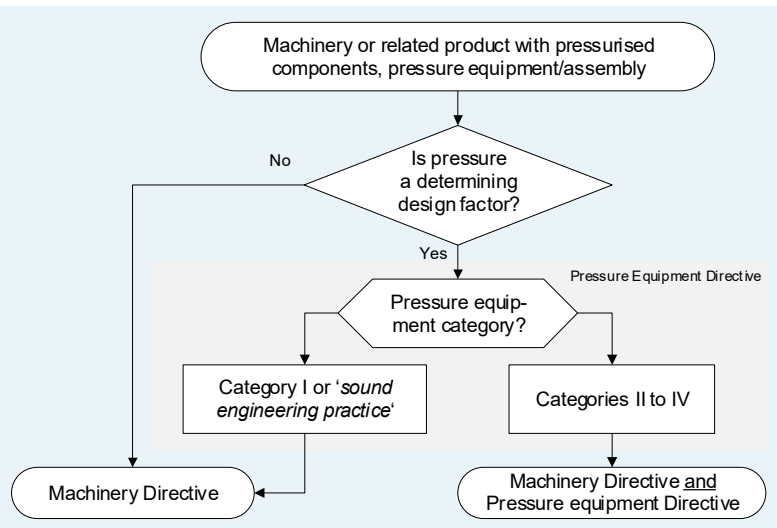 Machinery or related product with pressurised
components, pressure equipment/assembly
No
Is pressure
a determining
design factor?
Yes
Pressure Equipment Directive
Pressure equip-
ment category?
Category I or ‘sound
engineering practice‘
Categories II to IV
Machinery Directive
Machinery Directive and
Pressure equipment Directive